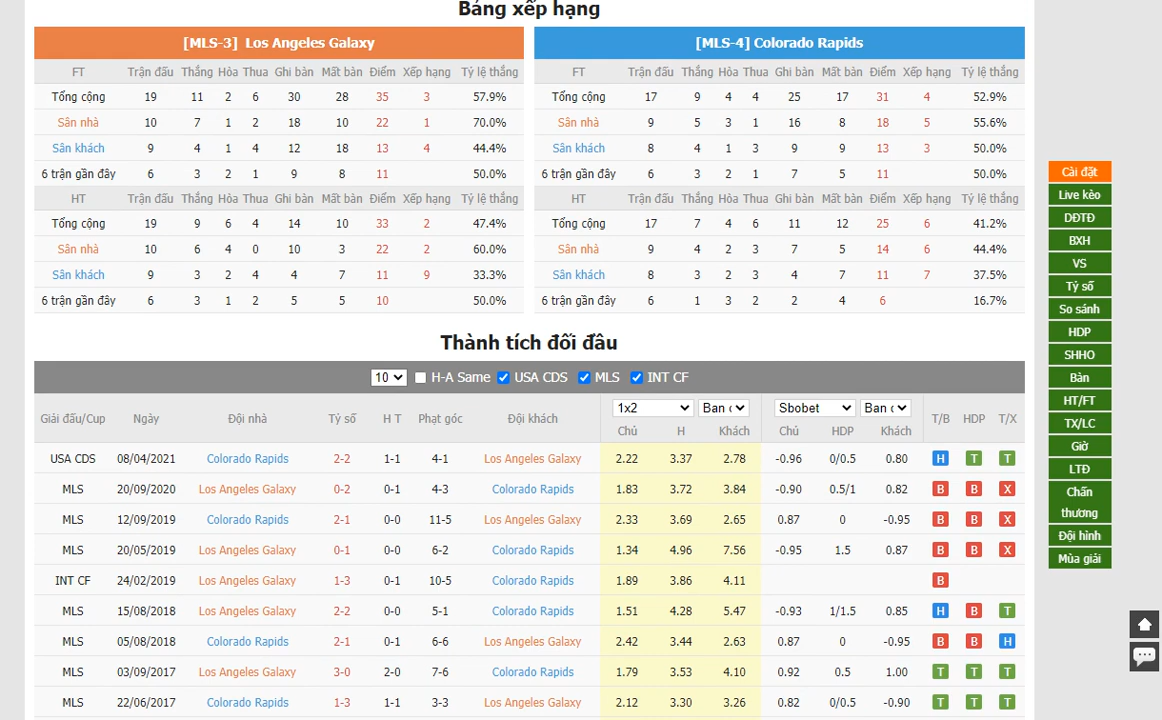 Bảng xếp hạng
[MLS-3] Los Angeles Galaxy
FT Trận đấu Thắng Hòa Thua Ghi bàn Mất bàn Điểm Xếp hạng Tỷ lệ thắng
Tổng cộng 19 11 2 6 30 28 35 3 57.9%
Sân nhà 10 7 1 2 18 10 22 1 70.0%
Sân khách 9 4 1 4 12 18 13 4 44.4%
6 trận gần đây 6 3 2 1 9 8 11 50.0%
HT Trận đấu Thắng Hòa Thua Ghi bàn Mất bàn Điểm Xếp hạng Tỷ lệ thắng
Tổng cộng 19 9 6 4 14 10 33 2 47.4%
Sân nhà 10 6 4 0 10 3 22 2 60.0%
Sân khách 9 3 2 4 4 7 11 9 33.3%
6 trận gần đây 6 3 1 2 5 5 10 50.0%
[MLS-4] Colorado Rapids
FT Trận đấu Thắng Hòa Thua Ghi bàn Mất bàn Điểm Xếp hạng Tỷ lệ thắng
Tổng cộng 17 9 4 4 25 17 31 4 52.9%
Sân nhà 9 5 3 1 16 8 18 5 55.6%
Sân khách 8 4 1 3 9 9 13 3 50.0%
6 trận gần đây 6 3 2 1 7 5 11 50.0%
HT Trận đấu Thắng Hòa Thua Ghi bàn Mất bàn Điểm Xếp hạng Tỷ lệ thắng
Tổng cộng 17 7 4 6 11 12 25 6 41.2%
Sân nhà 9 4 2 3 7 5 14 6 44.4%
Sân khách 8 3 2 3 4 7 11 7 37.5%
6 trận gần đây 6 1 3 2 2 4 6 16.7%
Thành tích đối đầu
10 H-A Same USA CDS MLS INT CF
1x2 Ban Sbobet Ban
Giải đấu/Cup Ngày Đội nhà Tỷ số H T Phạt góc Đội khách Chủ H Khách Chủ HDP Khách T/B HDP T/X
USA CDS 08/04/2021 Colorado Rapids 2-2 1-1 4-1 Los Angeles Galaxy 2.22 3.37 2.78 -0.96 0/0.5 0.80 H T T
MLS 20/09/2020 Los Angeles Galaxy 0-2 0-1 4-3 Colorado Rapids 1.83 3.72 3.84 -0.90 0.5/1 0.82 B B X
MLS 12/09/2019 Colorado Rapids 2-1 0-0 11-5 Los Angeles Galaxy 2.33 3.69 2.65 0.87 0 -0.95 B B X
MLS 20/05/2019 Los Angeles Galaxy 0-1 0-0 6-2 Colorado Rapids 1.34 4.96 7.56 -0.95 1.5 0.87 B B X
INT CF 24/02/2019 Los Angeles Galaxy 1-3 0-1 10-5 Colorado Rapids 1.89 3.86 4.11 B
MLS 15/08/2018 Los Angeles Galaxy 2-2 0-0 5-1 Colorado Rapids 1.51 4.28 5.47 -0.93 1/1.5 0.85 H B T
MLS 05/08/2018 Colorado Rapids 2-1 0-1 6-6 Los Angeles Galaxy 2.42 3.44 2.63 0.87 0 -0.95 B B H
MLS 03/09/2017 Los Angeles Galaxy 3-0 2-0 7-6 Colorado Rapids 1.79 3.53 4.10 0.92 0.5 1.00 T T T
MLS 22/06/2017 Colorado Rapids 1-3 1-1 3-3 Los Angeles Galaxy 2.12 3.30 3.26 0.82 0/0.5 -0.90 T T T
Cài đặt
Live kèo
DĐTĐ
BXH
VS
Tỷ số
So sánh
HDP
SHHO
Bàn
HT/FT
TX/LC
Giờ
LTĐ
Chấn
thương
Đội hình
Mùa giải